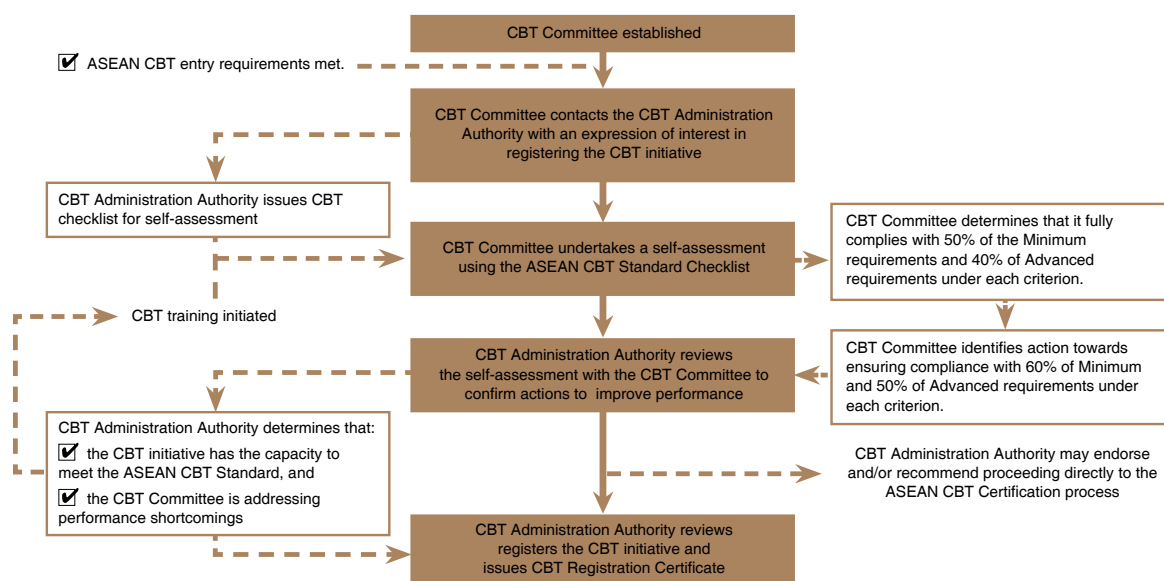 CBT Committee established
ASEAN CBT entry requirements met.
CBT Committee contacts the CBT Administration
Authority with an expression of interest in
registering the CBT initiative
CBT Administration Authority issues CBT
checklist for self-assessment
CBT Committee undertakes a self-assessment
using the ASEAN CBT Standard Checklist
CBT Committee determines that it fully
complies with 50% of the Minimum
requirements and 40% of Advanced
requirements under each criterion.
CBT training initiated
CBT Administration Authority reviews
the self-assessment with the CBT Committee to
confirm actions to improve performance
CBT Committee identifies action towards
ensuring compliance with 60% of Minimum
and 50% of Advanced requirements under
each criterion.
CBT Administration Authority determines that:
the CBT initiative has the capacity to
meet the ASEAN CBT Standard, and
the CBT Committee is addressing
performance shortcomings
CBT Administration Authority may endorse
and/or recommend proceeding directly to the
ASEAN CBT Certification process
CBT Administration Authority reviews
registers the CBT initiative and
issues CBT Registration Certificate